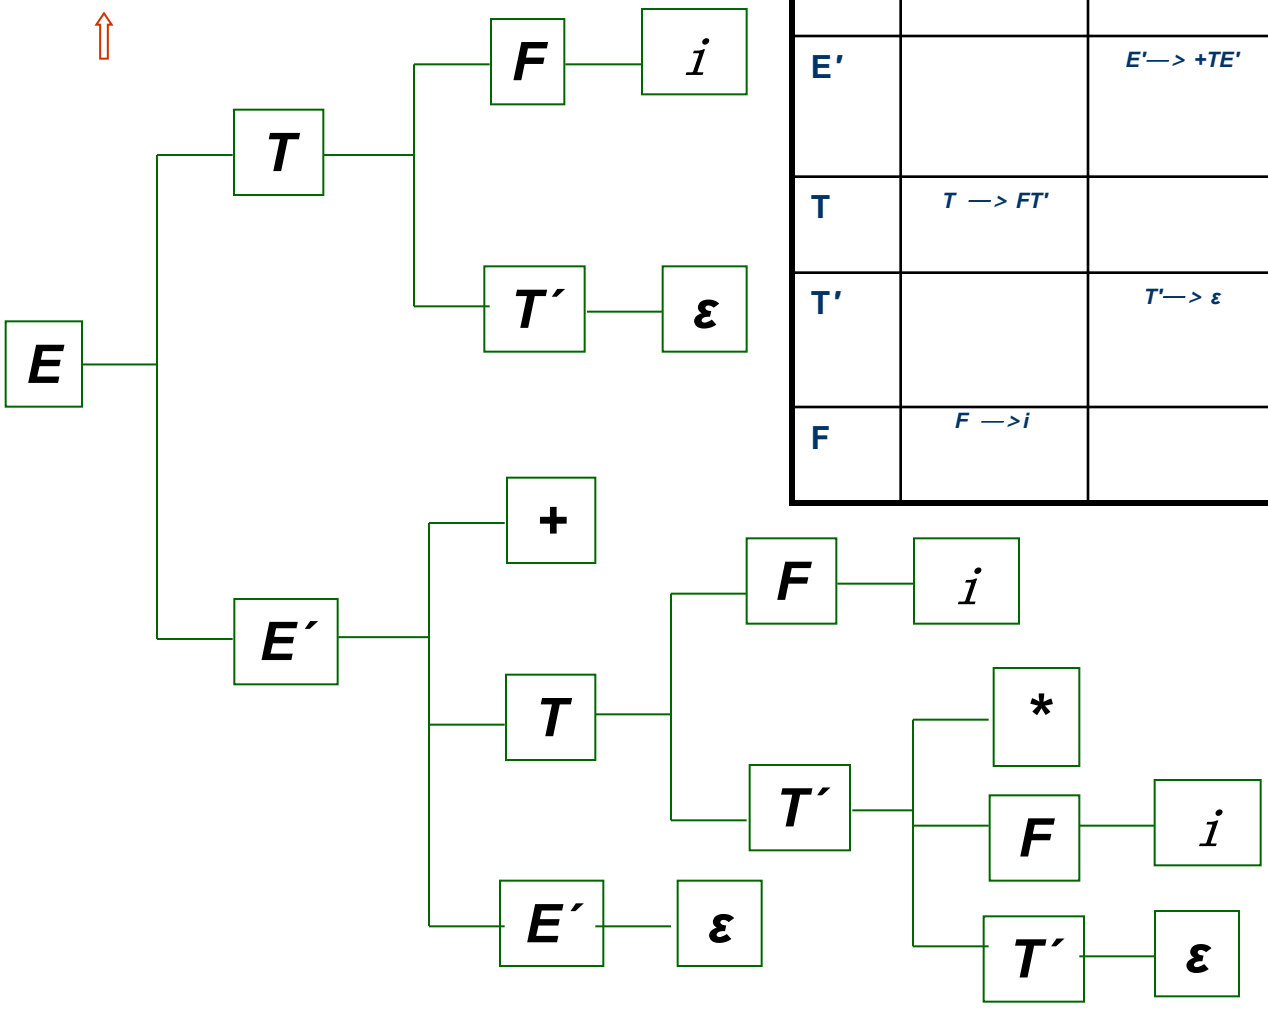 F
i
E′
E′—> +TE′
T
T
T —> FT′
T′
ε
T′
T′—> ε
E
F —>i
F
+
F
i
E′
T
*
T′
F
i
E′
ε
T′
ε